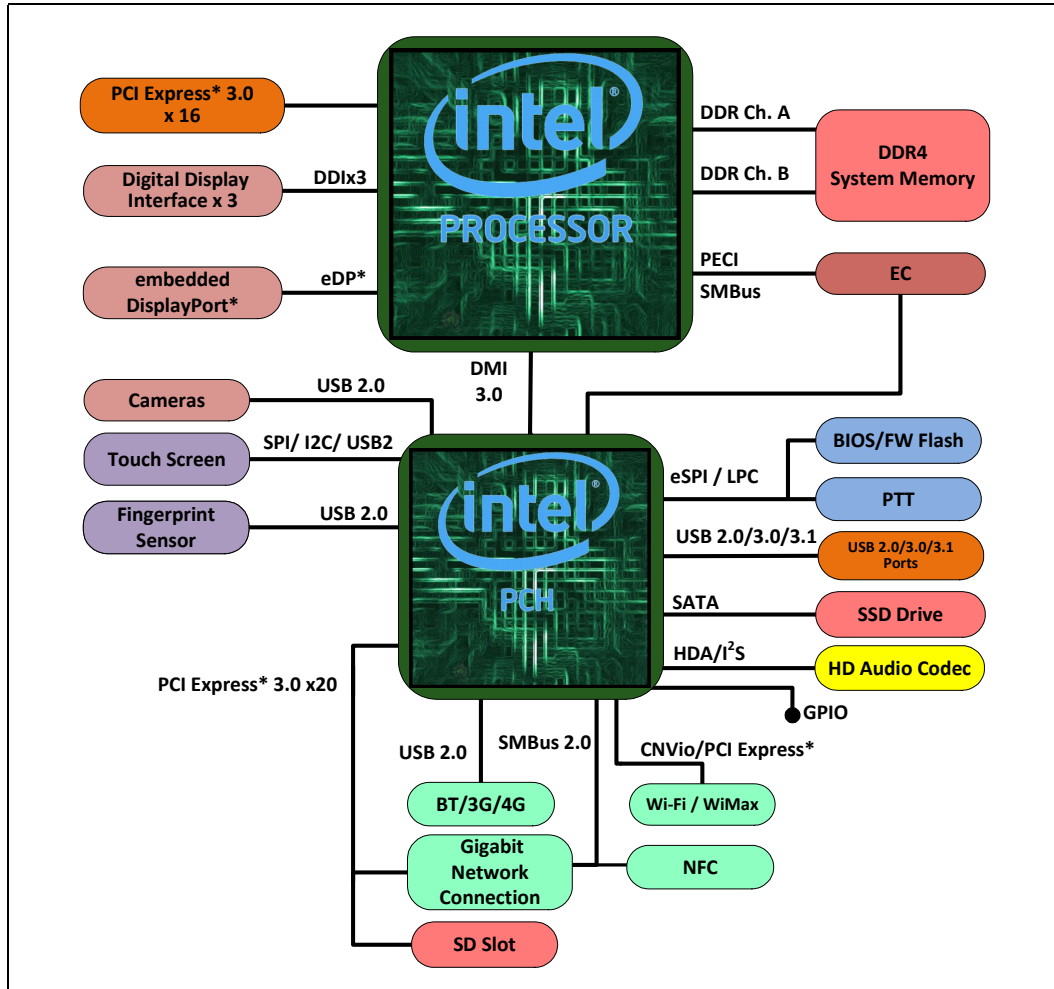 PCI Express* 3.0
x 16
intel®
PROCESSOR
DDR Ch. A
DDR4
System Memory
DDR Ch. B
Digital Display
Interface x 3
DDIx3
PECI
SMBus
EC
embedded
DisplayPort*
eDP*
DMI
3.0
Cameras
USB 2.0
Touch Screen
SPI/ I2C/ USB2
Fingerprint
Sensor
USB 2.0
intel®
PCH
eSPI / LPC
BIOS/FW Flash
PTT
USB 2.0/3.0/3.1
USB 2.0/3.0/3.1
Ports
SATA
SSD Drive
HDA/I²S
HD Audio Codec
GPIO
PCI Express* 3.0 x20
USB 2.0
SMBus 2.0
CNVio/PCI Express*
BT/3G/4G
Wi-Fi / WiMax
Gigabit
Network
Connection
NFC
SD Slot